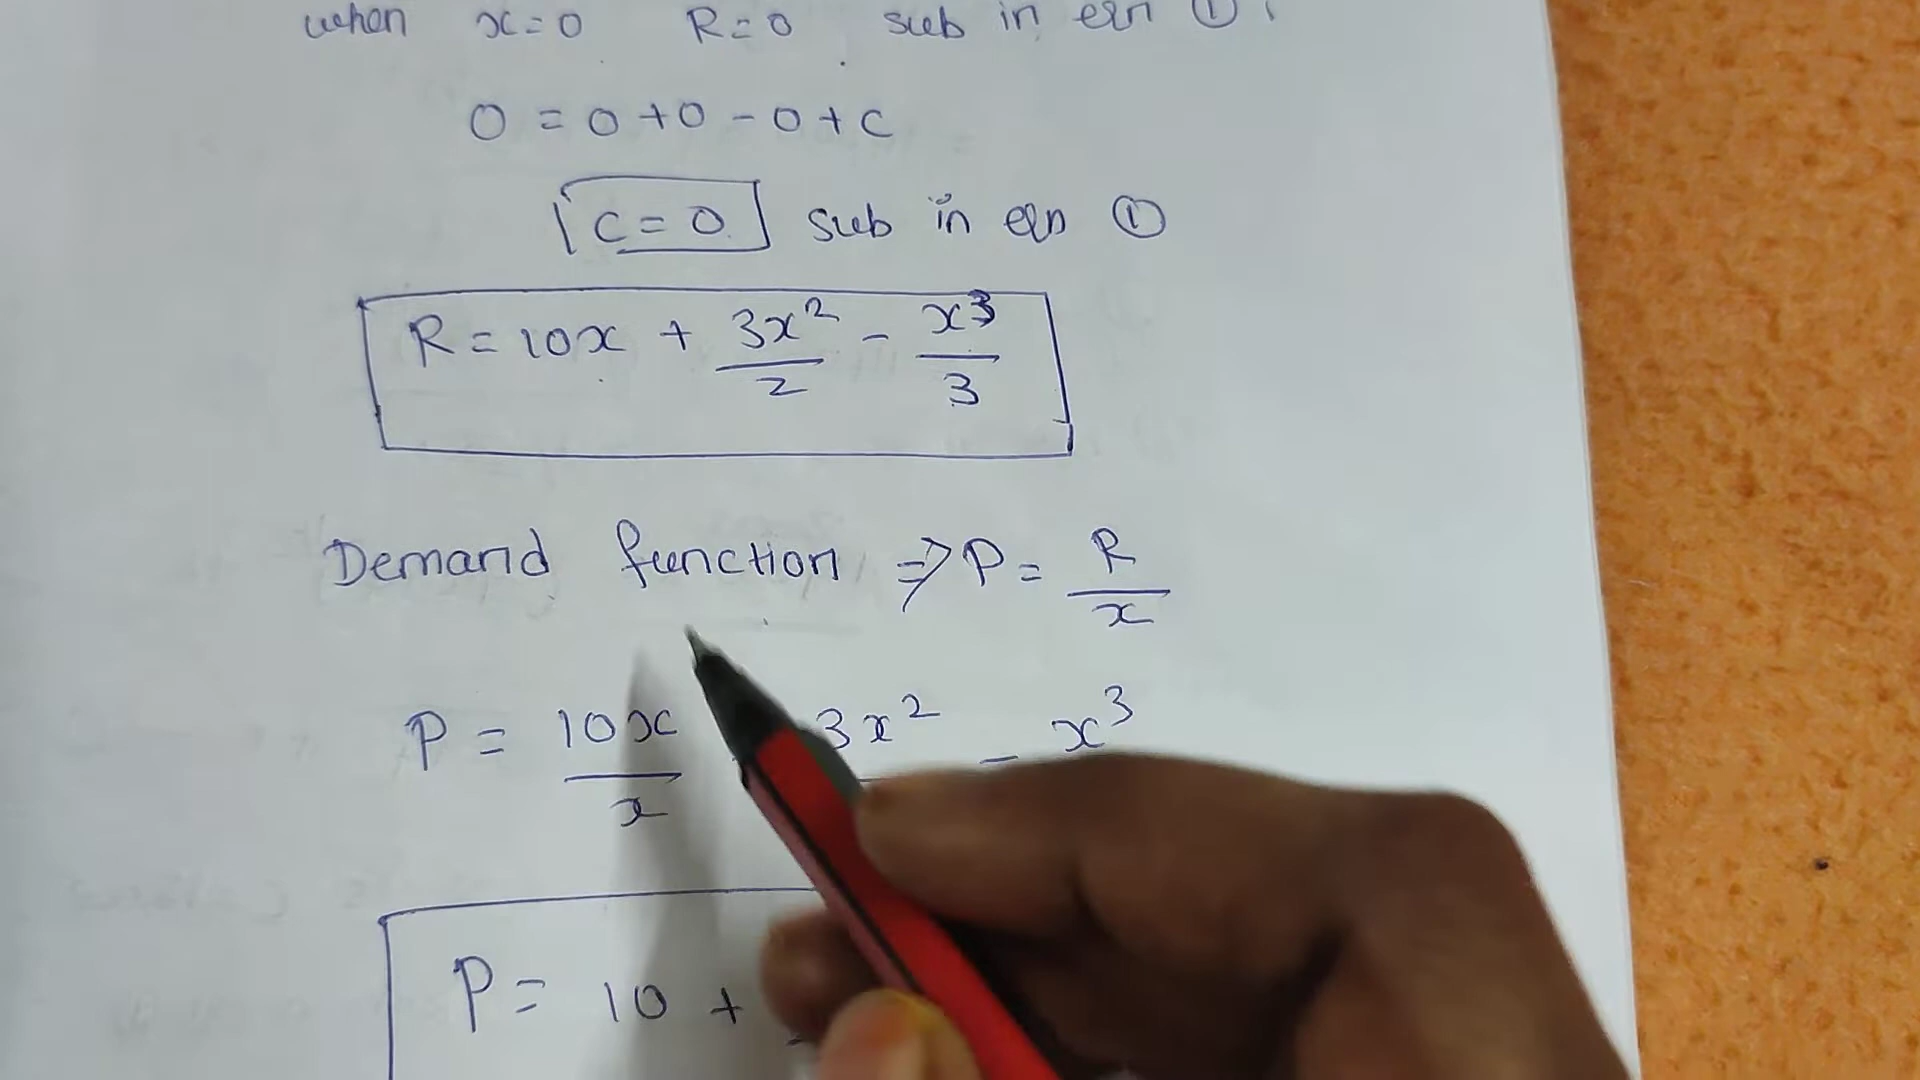 when x=0 R=0 sub in eqn ①
0 = 0 + 0 - 0 + c
c = 0 sub in eqn ①
R = 10x + 3x²/2 - x³/3
Demand function ⇒ P = R/x
P = 10x/x 3x² - x³
P = 10 +